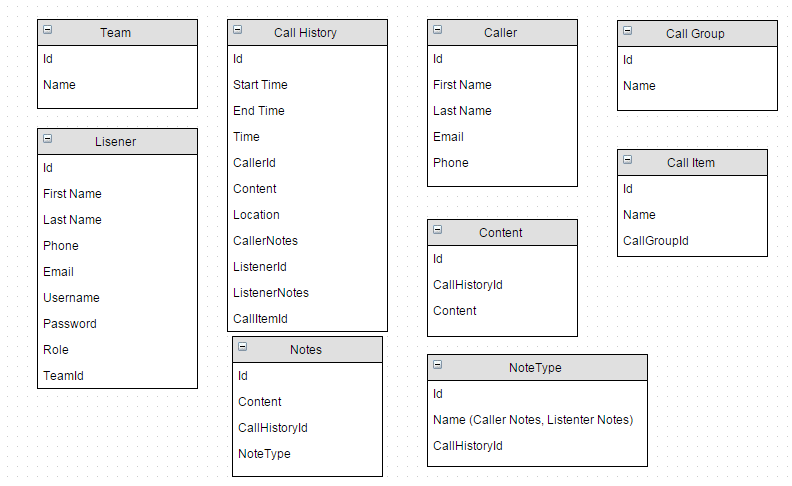 Team
Id
Name
Lisener
Id
First Name
Last Name
Phone
Email
Username
Password
Role
TeamId
Call History
Id
Start Time
End Time
Time
CallerId
Content
Location
CallerNotes
ListenerId
ListenerNotes
CallItemId
Notes
Id
Content
CallHistoryId
NoteType
Caller
Id
First Name
Last Name
Email
Phone
Content
Id
CallHistoryId
Content
NoteType
Id
Name (Caller Notes, Listenter Notes)
CallHistoryId
Call Group
Id
Name
Call Item
Id
Name
CallGroupId